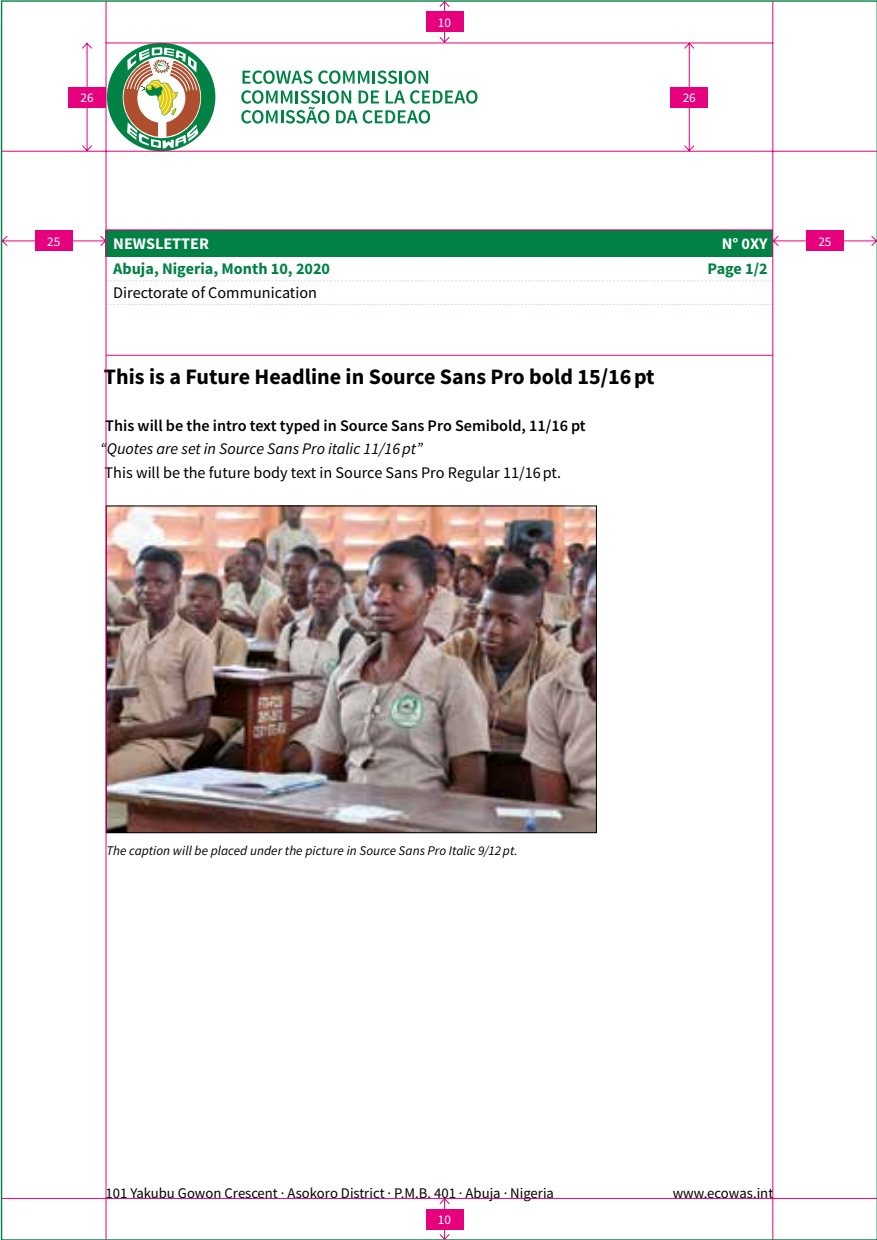 10
CEDEAO
ECOWAS
26
ECOWAS COMMISSION
COMMISSION DE LA CEDEAO
COMISSÃO DA CEDEAO
26
25
NEWSLETTER N° 0XY
25
Abuja, Nigeria, Month 10, 2020 Page 1/2
Directorate of Communication
This is a Future Headline in Source Sans Pro bold 15/16 pt
This will be the intro text typed in Source Sans Pro Semibold, 11/16 pt
“Quotes are set in Source Sans Pro italic 11/16 pt”
This will be the future body text in Source Sans Pro Regular 11/16 pt.
The caption will be placed under the picture in Source Sans Pro Italic 9/12 pt.
101 Yakubu Gowon Crescent · Asokoro District · P.M.B. 401 · Abuja · Nigeria www.ecowas.int
10